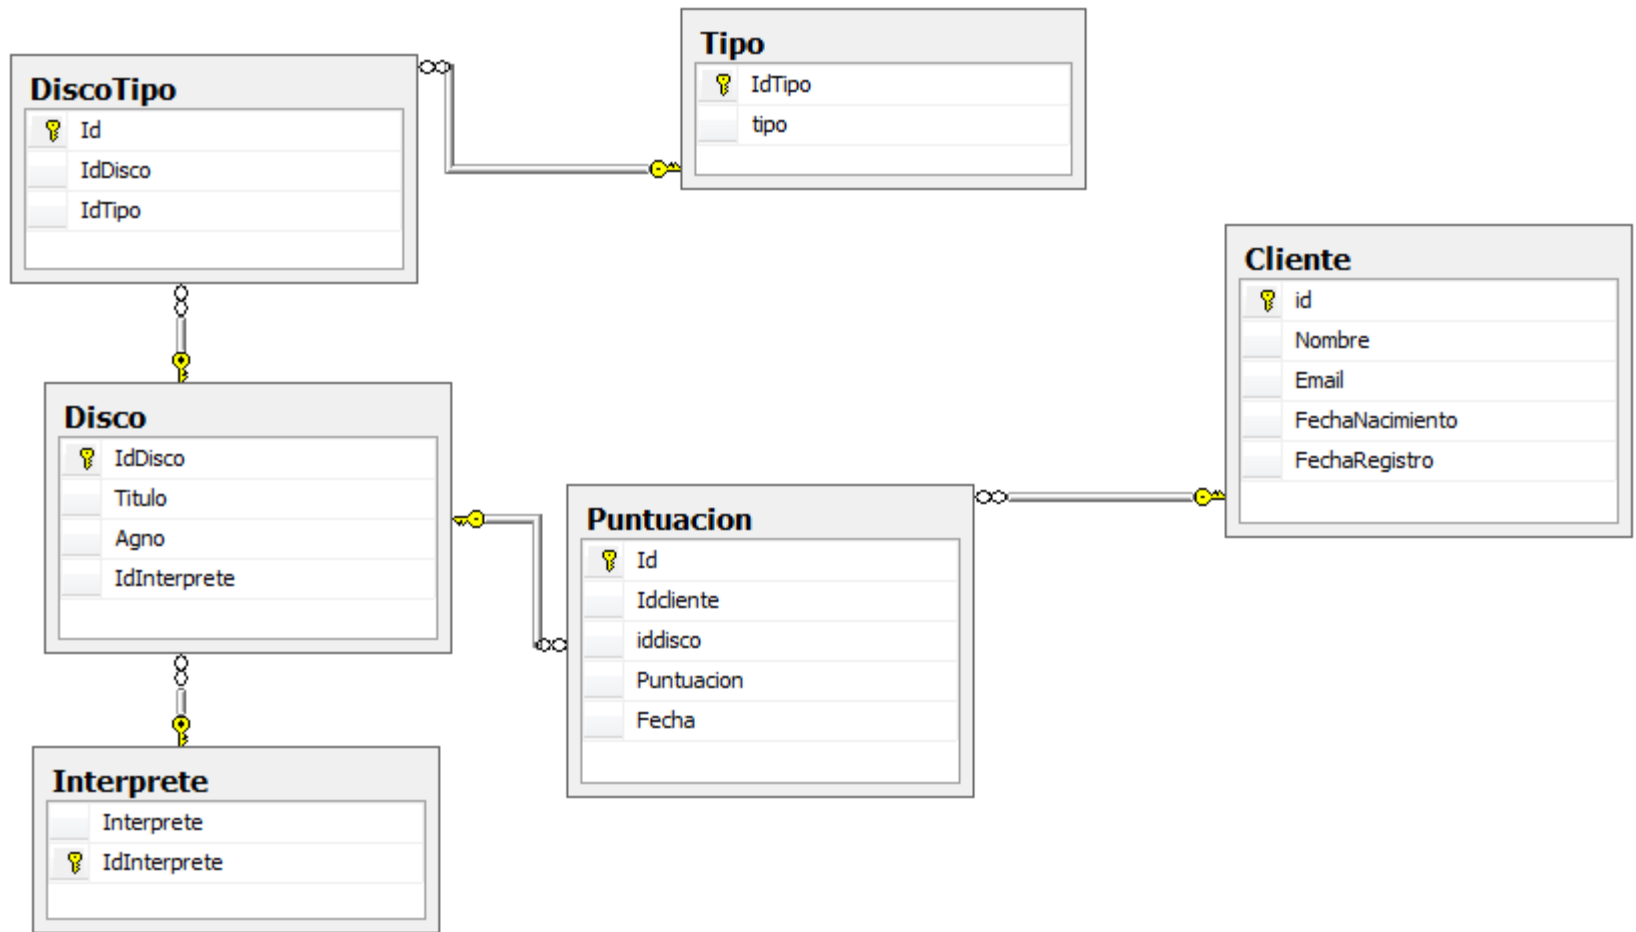 DiscoTipo
Id
IdDisco
IdTipo
Tipo
IdTipo
tipo
Cliente
id
Nombre
Email
FechaNacimiento
FechaRegistro
Disco
IdDisco
Titulo
Agno
IdInterprete
Puntuacion
Id
Idcliente
iddisco
Puntuacion
Fecha
Interprete
Interprete
IdInterprete